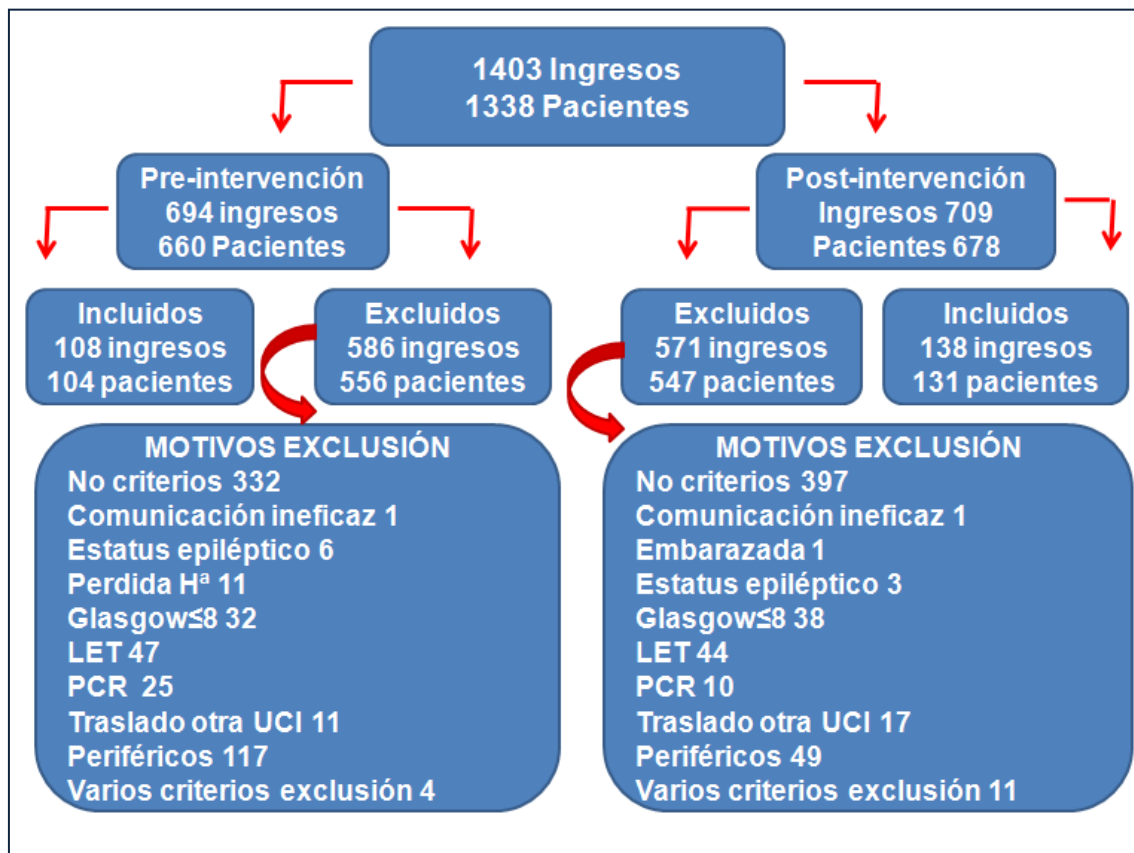 1403 Ingresos
1338 Pacientes
Pre-intervención
694 ingresos
660 Pacientes
Post-intervención
Ingresos 709
Pacientes 678
Incluidos
108 ingresos
104 pacientes
Excluidos
586 ingresos
556 pacientes
Excluidos
571 ingresos
547 pacientes
Incluidos
138 ingresos
131 pacientes
MOTIVOS EXCLUSIÓN
No criterios 332
Comunicación ineficaz 1
Estatus epiléptico 6
Perdida Hª 11
Glasgow≤8 32
LET 47
PCR 25
Traslado otra UCI 11
Periféricos 117
Varios criterios exclusión 4
MOTIVOS EXCLUSIÓN
No criterios 397
Comunicación ineficaz 1
Embarazada 1
Estatus epiléptico 3
Glasgow≤8 38
LET 44
PCR 10
Traslado otra UCI 17
Periféricos 49
Varios criterios exclusión 11